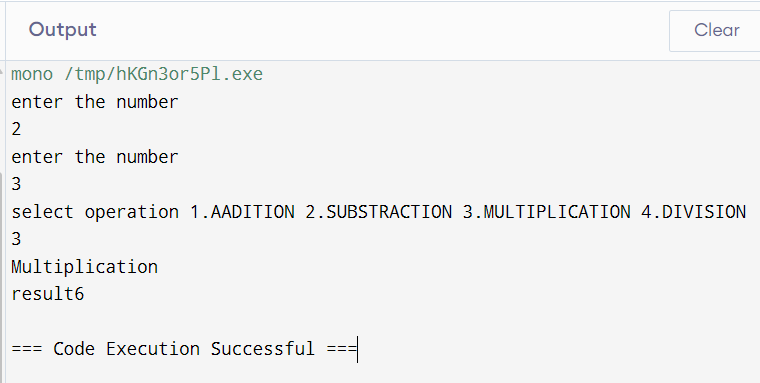 Output
Clear
mono /tmp/hKGn3or5Pl.exe
enter the number
2
enter the number
3
select operation 1.AADITION 2.SUBSTRACTION 3.MULTIPLICATION 4.DIVISION
3
Multiplication
result6
=== Code Execution Successful ===